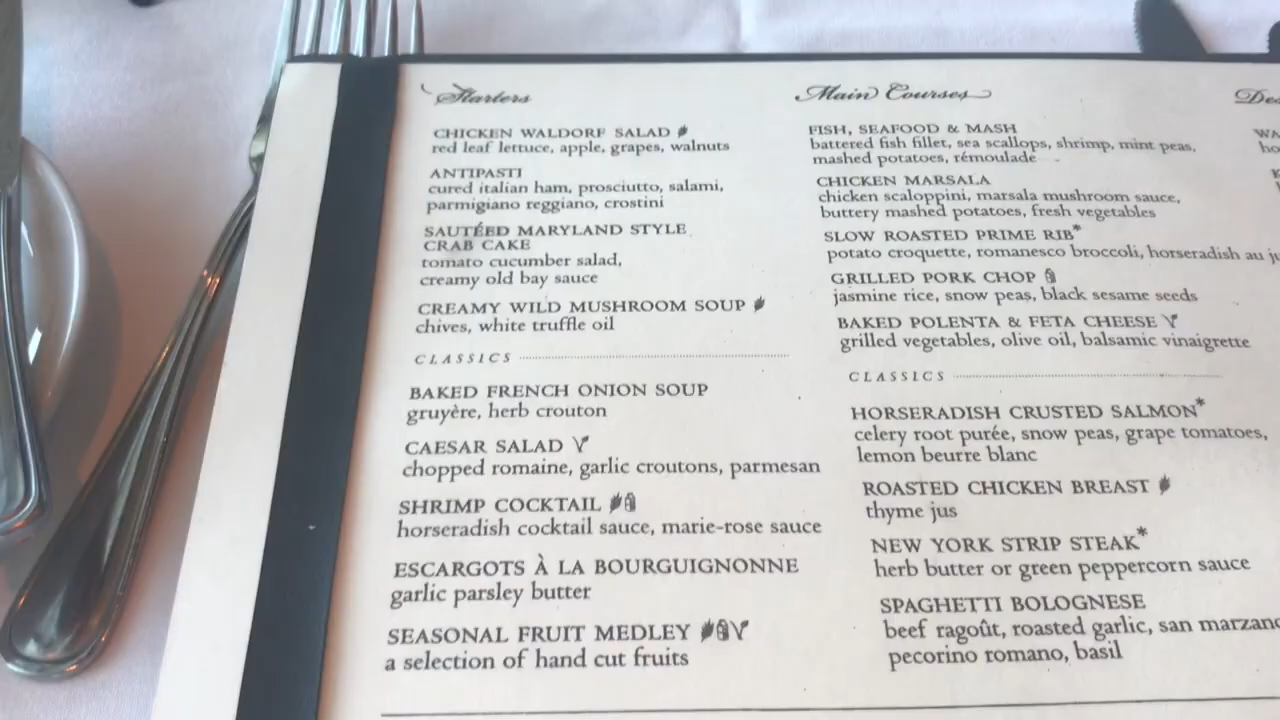 Starters
CHICKEN WALDORF SALAD
red leaf lettuce, apple, grapes, walnuts
ANTIPASTI
cured italian ham, prosciutto, salami,
parmigiano reggiano, crostini
SAUTÉED MARYLAND STYLE
CRAB CAKE
tomato cucumber salad,
creamy old bay sauce
CREAMY WILD MUSHROOM SOUP
chives, white truffle oil
CLASSICS
BAKED FRENCH ONION SOUP
gruyère, herb crouton
CAESAR SALAD
chopped romaine, garlic croutons, parmesan
SHRIMP COCKTAIL
horseradish cocktail sauce, marie-rose sauce
ESCARGOTS À LA BOURGUIGNONNE
garlic parsley butter
SEASONAL FRUIT MEDLEY
a selection of hand cut fruits
Main Courses
FISH, SEAFOOD & MASH
battered fish fillet, sea scallops, shrimp, mint peas,
mashed potatoes, rémoulade
CHICKEN MARSALA
chicken scaloppini, marsala mushroom sauce,
buttery mashed potatoes, fresh vegetables
SLOW ROASTED PRIME RIB*
potato croquette, romanesco broccoli, horseradish au
GRILLED PORK CHOP
jasmine rice, snow peas, black sesame seeds
BAKED POLENTA & FETA CHEESE
grilled vegetables, olive oil, balsamic vinaigrette
CLASSICS
HORSERADISH CRUSTED SALMON*
celery root purée, snow peas, grape tomatoes,
lemon beurre blanc
ROASTED CHICKEN BREAST
thyme jus
NEW YORK STRIP STEAK*
herb butter or green peppercorn sauce
SPAGHETTI BOLOGNESE
beef ragoût, roasted garlic, san marzano
pecorino romano, basil